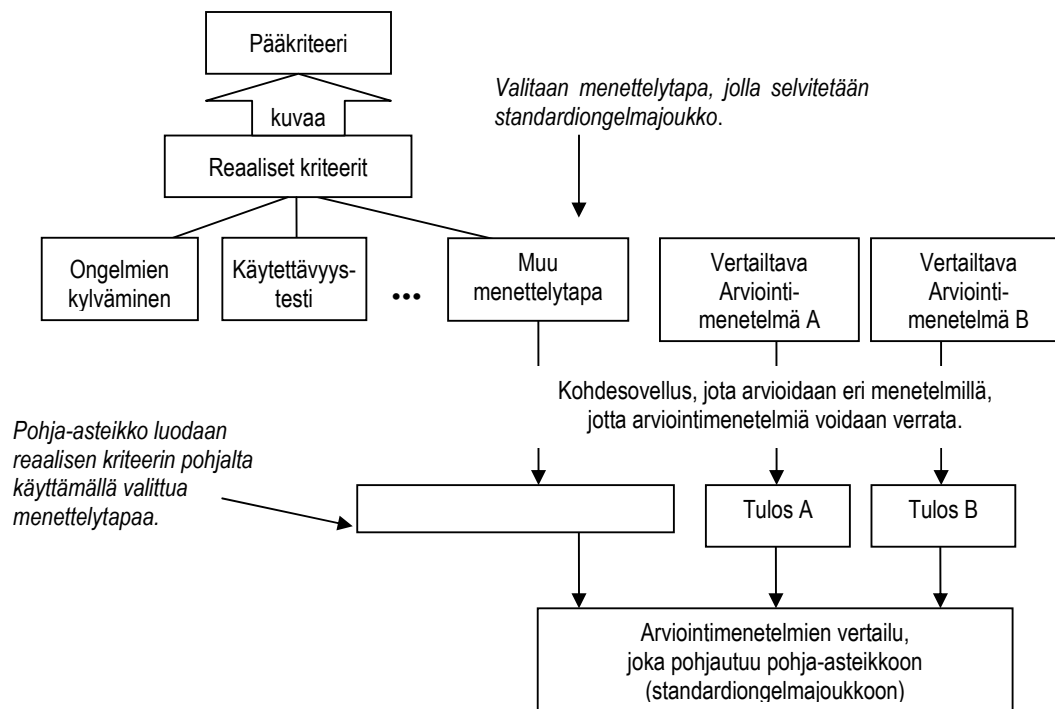 Pääkriteeri
kuvaa
Reaaliset kriteerit
Valitaan menettelytapa, jolla selvitetään
standardiongelmajoukko.
Ongelmien
kylväminen
Käytettävyys-
testi
...
Muu
menettelytapa
Vertailtava
Arviointi-
menetelmä A
Vertailtava
Arviointi-
menetelmä B
Kohdesovellus, jota arvioidaan eri menetelmillä,
jotta arviointimenetelmiä voidaan verrata.
Pohja-asteikko luodaan
reaalisen kriteerin pohjalta
käyttämällä valittua
menettelytapaa.
Tulos A
Tulos B
Arviointimenetelmien vertailu,
joka pohjautuu pohja-asteikkoon
(standardiongelmajoukkoon)